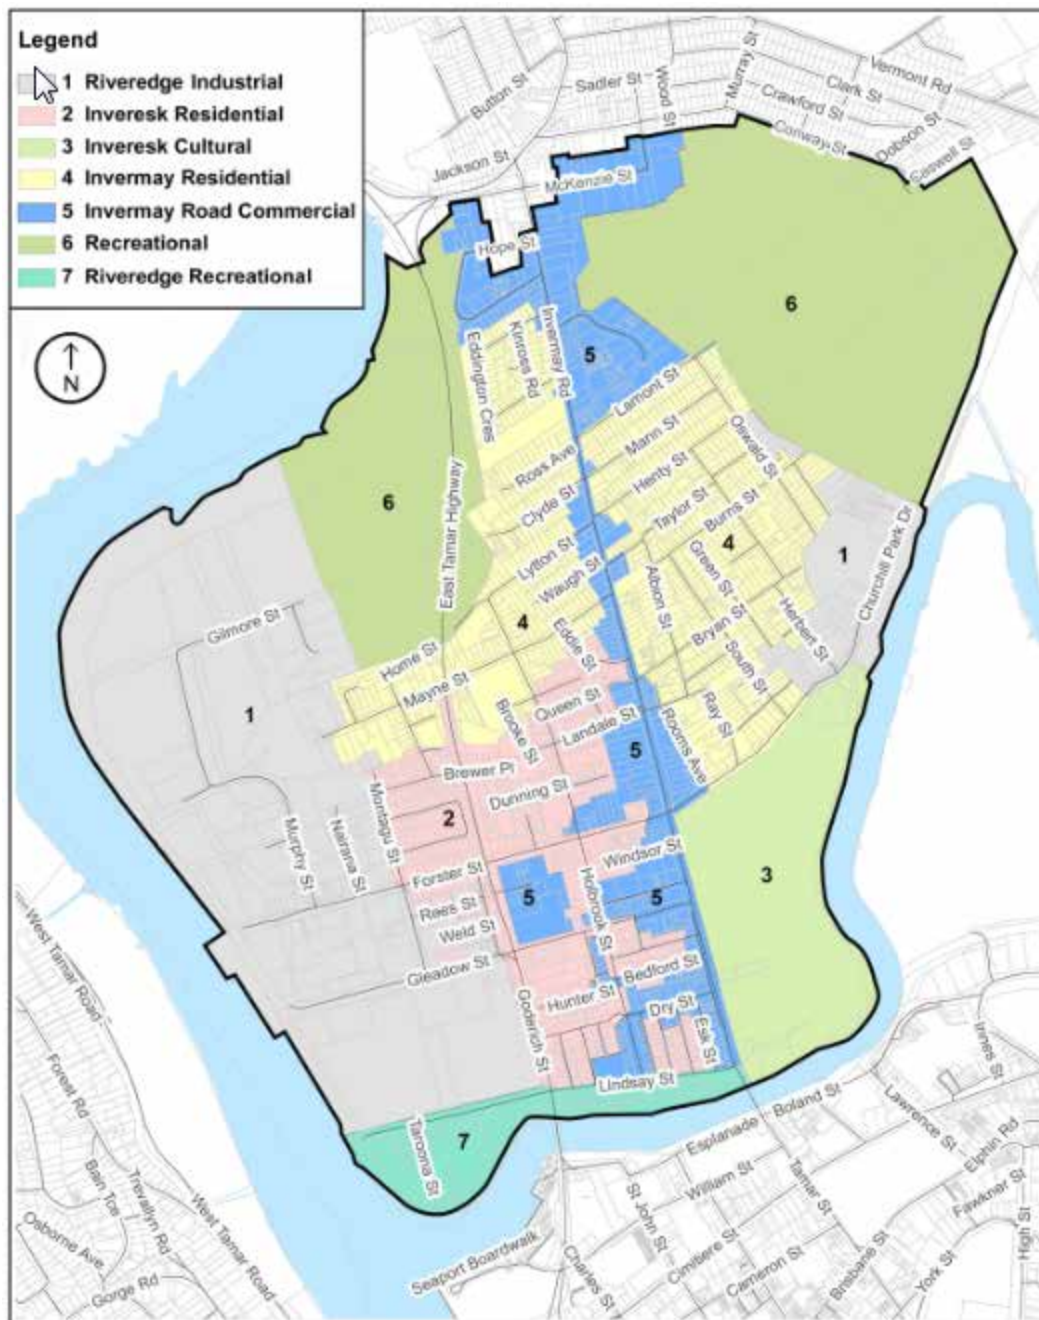 Legend
1 Riveredge Industrial
2 Inveresk Residential
3 Inveresk Cultural
4 Invermay Residential
5 Invermay Road Commercial
6 Recreational
7 Riveredge Recreational
N
Button St
Sadler St
Wood St
Murray St
Vermont Rd
Clark St
Crawford St
Conway St
Dobson St
Saswell St
Jackson St
McKenzie St
Hope St
6
Eddington Cres
Kinross Rd
Invermay Rd
5
Lamont St
Mann St
Oswald St
Ross Ave
Henty St
6
East Tamar Highway
Clyde St
Taylor St
Burns St
Lytton St
4
Green St
1
Churchill Park Dr
Waugh St
Albion St
Gilmore St
4
Eddie St
Bryan St
Herbert St
Home St
South St
Mayne St
Queen St
Ray St
1
Brooke St
Landale St
5
Rooms Ave
Brewer Pl
Dunning St
Montagu St
2
Murphy St
Nairana St
Windsor St
Forster St
3
5
Holbrook St
5
Rees St
Weld St
Gleadow St
Bedford St
Hunter St
Dry St
Esk St
Goderich St
Lindsay St
7
Taroona St
West Tamar Road
Forest Rd
Bain Tce
Trevallyn Rd
West Tamar Road
Osborne Ave
Gorge Rd
Seaport Boardwalk
Charles St
St John St
Esplanade
Boland St
William St
Cimitiere St
Cameron St
Tamar St
Brisbane St
York St
Lawrence St
Innes St
Elphin Rd
Fawkner St
High St